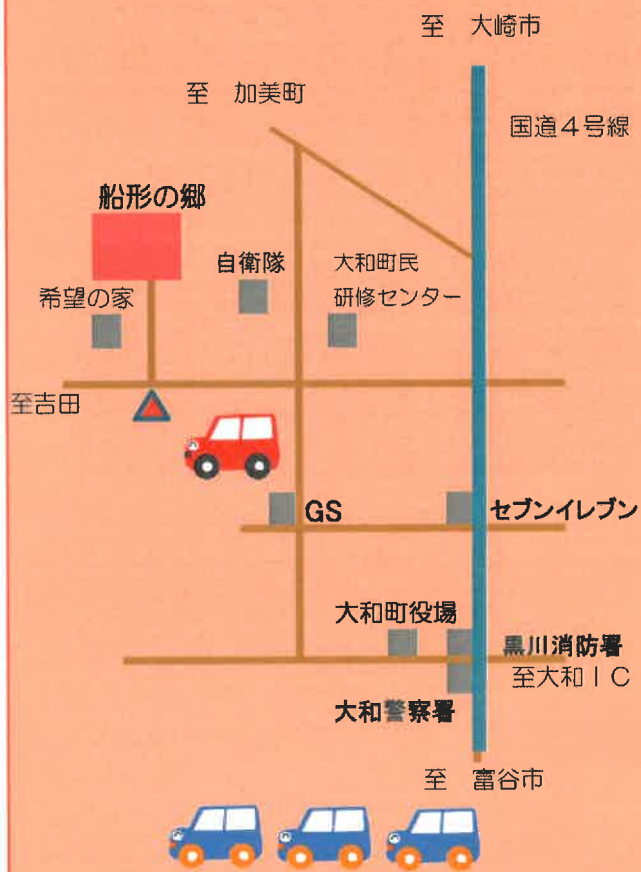 至　大崎市
至　加美町
国道４号線
船形の郷
自衛隊
大和町民
研修センター
希望の家
至吉田
GS
セブンイレブン
大和町役場
黒川消防署
至大和ＩＣ
大和警察署
至　富谷市